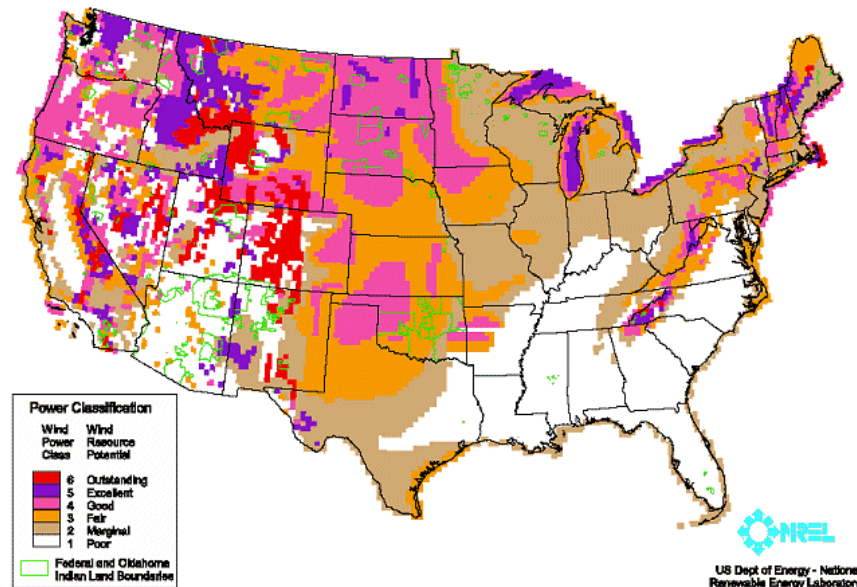 Power Classification
Wind Wind
Power Resource
Class Potential
6 Outstanding
5 Excellent
4 Good
3 Fair
2 Marginal
1 Poor
Federal and Oklahoma
Indian Land Boundaries
NREL
US Dept of Energy - National
Renewable Energy Laboratory